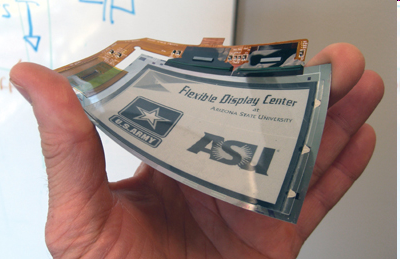 Flexible Display Center
AT
ARIZONA STATE UNIVERSITY
U.S. ARMY
ASU